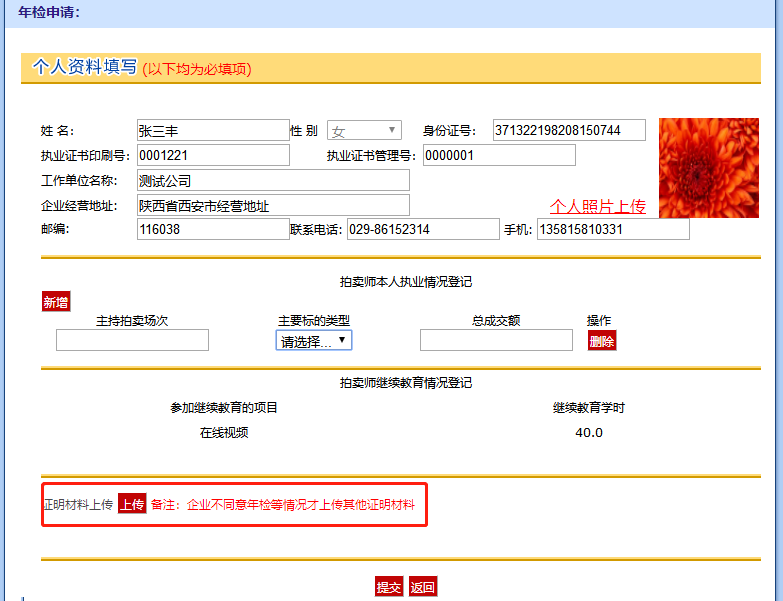 年检申请:
个人资料填写 (以下均为必填项)
姓 名: 张三丰 性 别 女 身份证号: 371322198208150744
执业证书印刷号: 0001221 执业证书管理号: 0000001
工作单位名称: 测试公司
企业经营地址: 陕西省西安市经营地址 个人照片上传
邮编: 116038 联系电话: 029-86152314 手机: 135815810331
拍卖师本人执业情况登记
新增
主持拍卖场次 主要标的类型 总成交额 操作
请选择... 删除
拍卖师继续教育情况登记
参加继续教育的项目 继续教育学时
在线视频 40.0
证明材料上传 上传 备注: 企业不同意年检等情况才上传其他证明材料
提交 返回